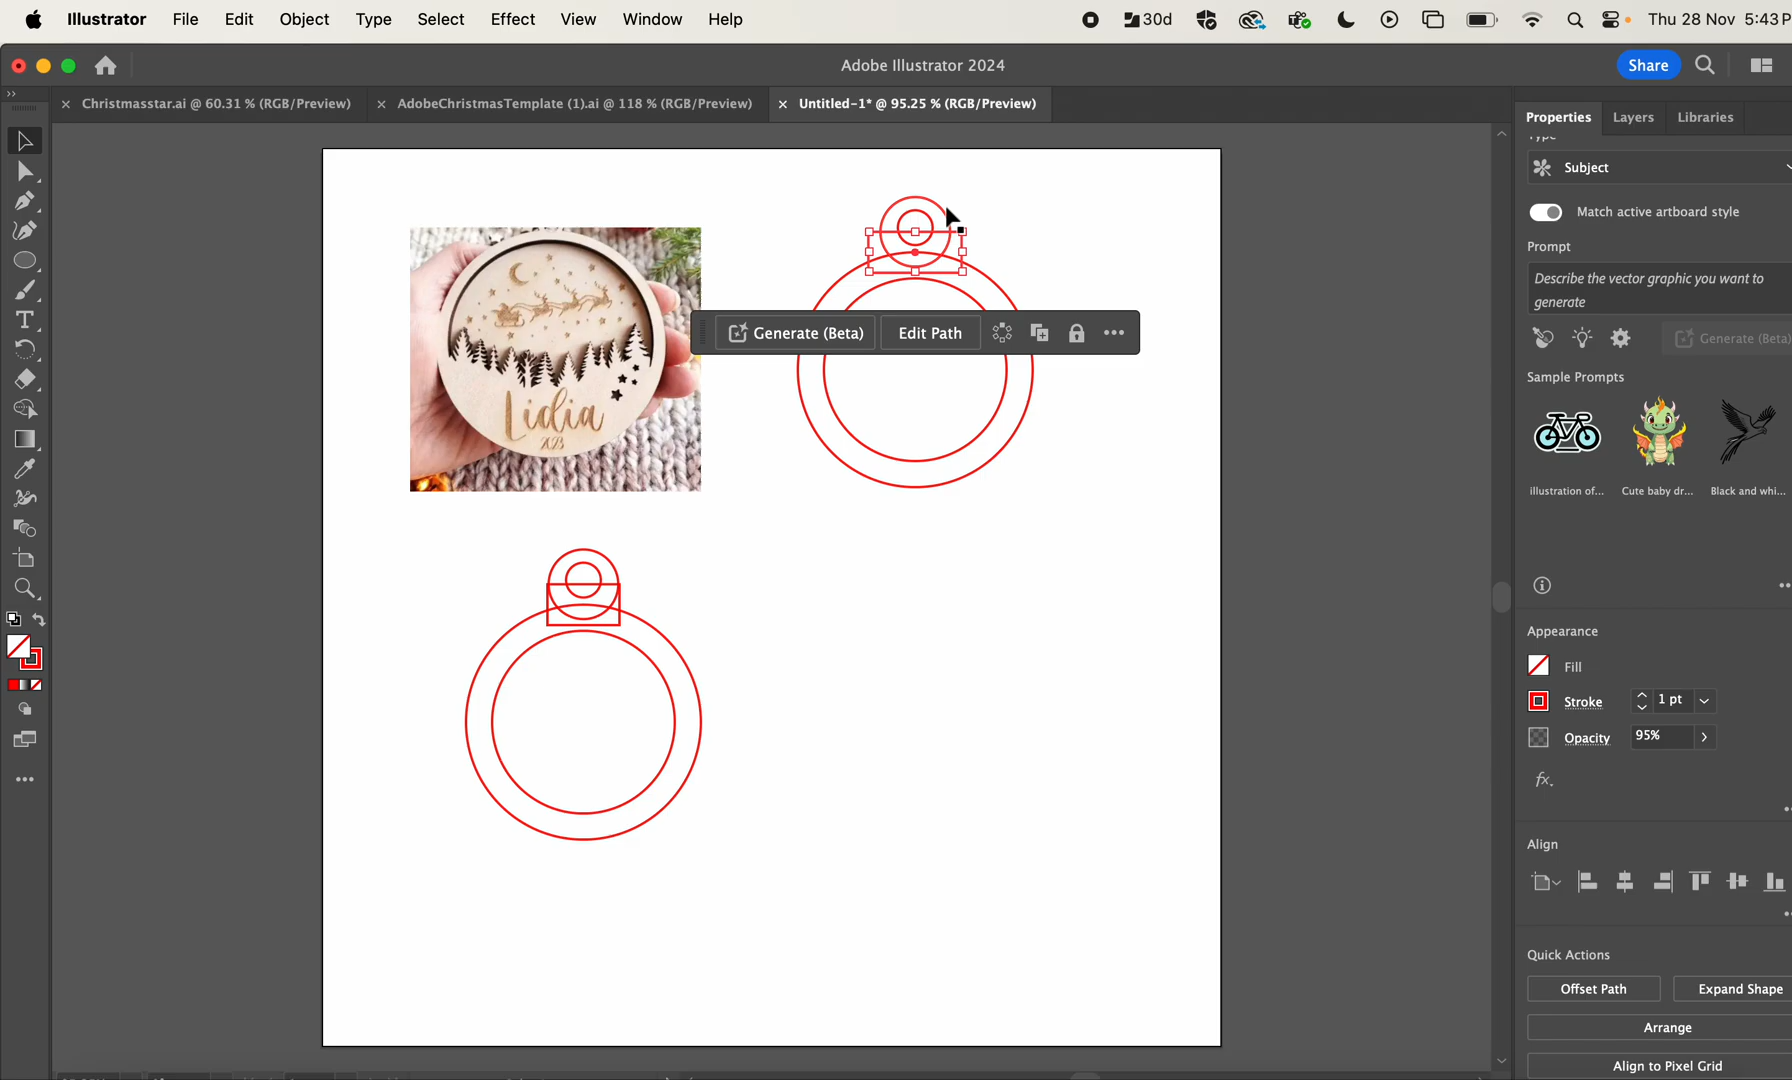 Illustrator File Edit Object Type Select Effect View Window Help 30d Thu 28 Nov 5:43P
Adobe Illustrator 2024 Share
Christmasstar.ai @ 60.31 % (RGB/Preview) AdobeChristmasTemplate (1).ai @ 118 % (RGB/Preview) Untitled-1* @ 95.25 % (RGB/Preview)
Properties Layers Libraries
Type
Subject
Match active artboard style
Prompt
Describe the vector graphic you want to
generate
Generate (Beta)
Generate (Beta) Edit Path
Sample Prompts
illustration of... Cute baby dr... Black and whi...
Lidia
2023
Appearance
Fill
Stroke 1 pt
Opacity 95%
fx.
Align
Quick Actions
Offset Path Expand Shape
Arrange
Align to Pixel Grid